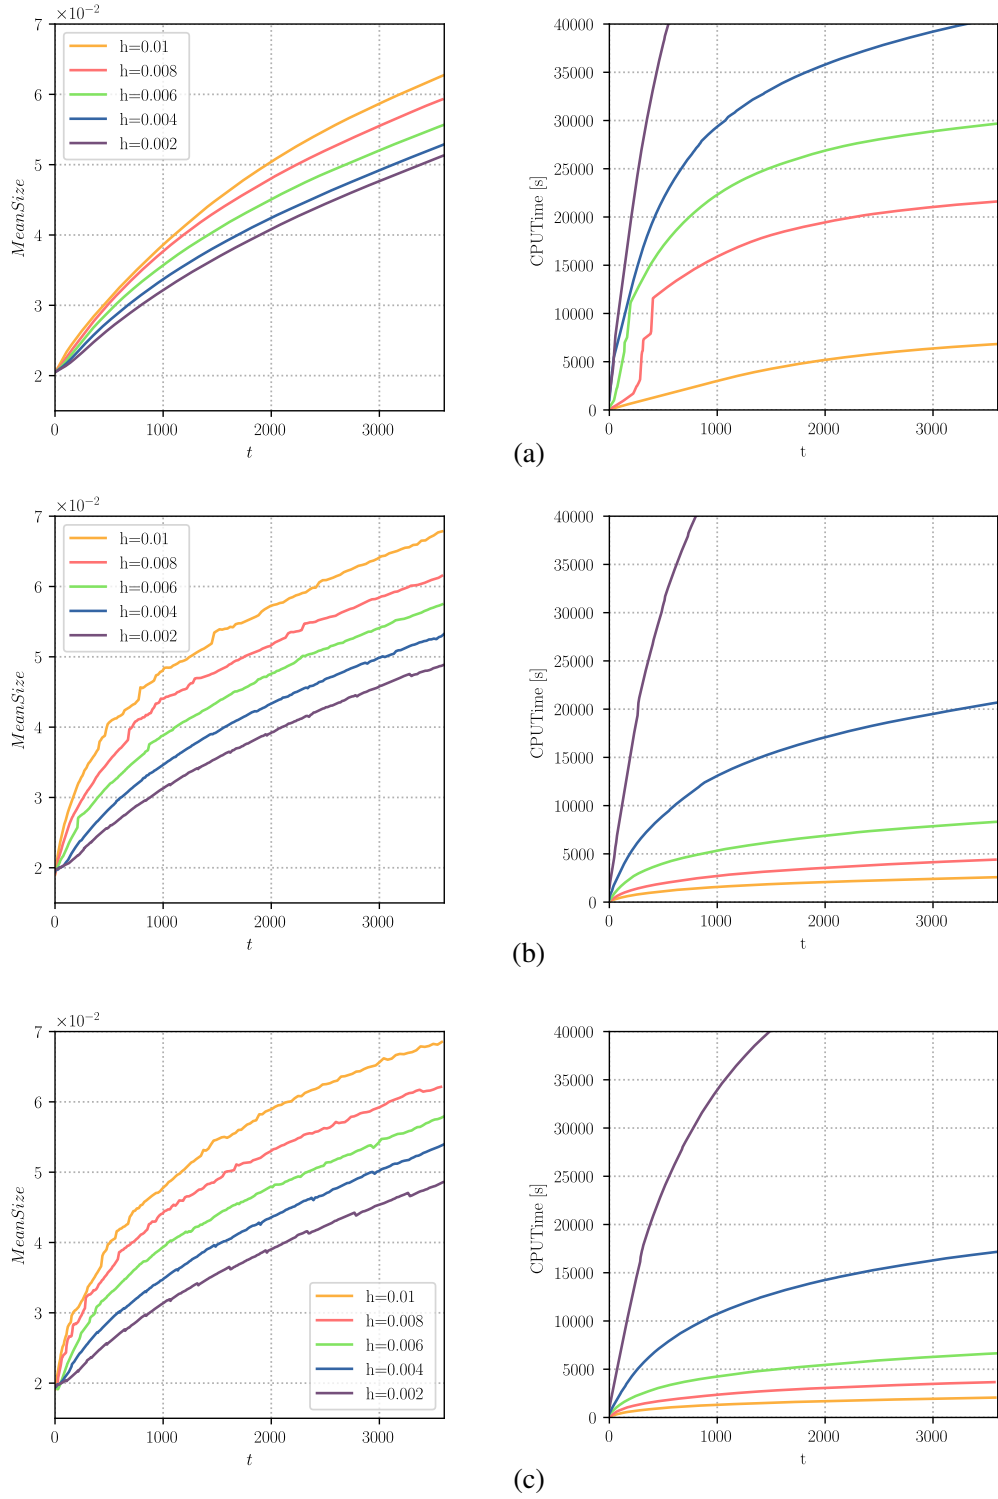 ×10⁻²
7
6
5
4
3
2
MeanSize
h=0.01
h=0.008
h=0.006
h=0.004
h=0.002
0 1000 2000 3000
t
40000
35000
30000
25000
20000
15000
10000
5000
0
CPUTime [s]
0 1000 2000 3000
t
(a)
×10⁻²
7
6
5
4
3
2
MeanSize
h=0.01
h=0.008
h=0.006
h=0.004
h=0.002
0 1000 2000 3000
t
40000
35000
30000
25000
20000
15000
10000
5000
0
CPUTime [s]
0 1000 2000 3000
t
(b)
×10⁻²
7
6
5
4
3
2
MeanSize
h=0.01
h=0.008
h=0.006
h=0.004
h=0.002
0 1000 2000 3000
t
40000
35000
30000
25000
20000
15000
10000
5000
0
CPUTime [s]
0 1000 2000 3000
t
(c)